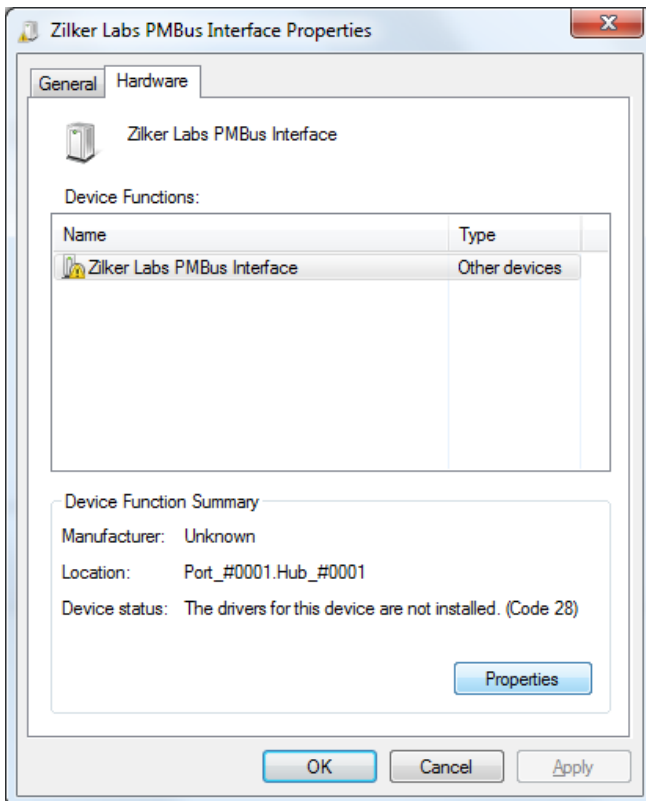 Zilker Labs PMBus Interface Properties
General Hardware
Zilker Labs PMBus Interface
Device Functions:
Name Type
Zilker Labs PMBus Interface Other devices
Device Function Summary
Manufacturer: Unknown
Location: Port_#0001.Hub_#0001
Device status: The drivers for this device are not installed. (Code 28)
Properties
OK Cancel Apply